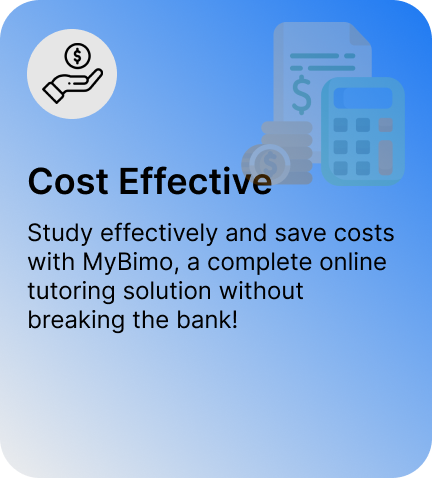 $
$
$
Cost Effective
Study effectively and save costs
with MyBimo, a complete online
tutoring solution without
breaking the bank!